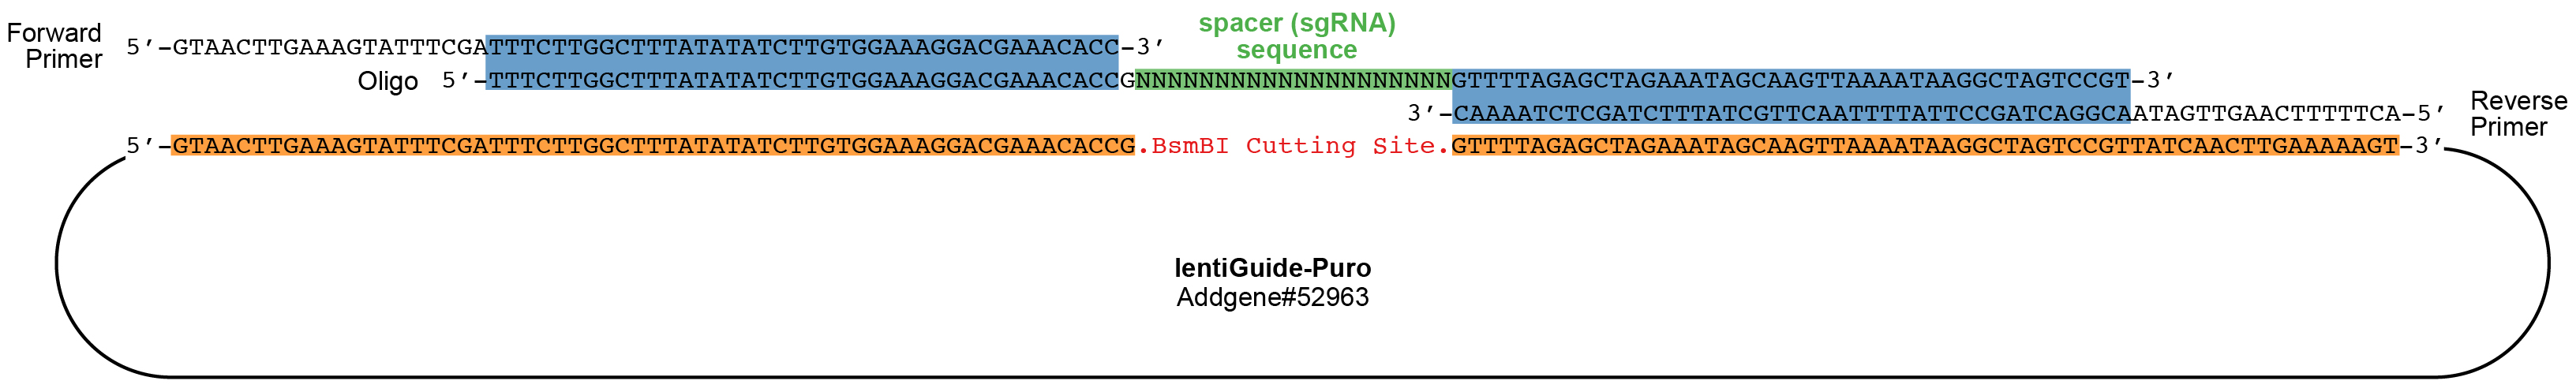 Forward
Primer
5’-GTAACTTGAAAGTATTTCGATTTCTTGGCTTTATATATCTTGTGGAAAGGACGAAACACC-3’
spacer (sgRNA)
sequence
Oligo
5’-TTTCTTGGCTTTATATATCTTGTGGAAAGGACGAAACACCGNNNNNNNNNNNNNNNNNNNNGTTTTAGAGCTAGAAATAGCAAGTTAAAATAAGGCTAGTCCGT-3’
3’-CAAAATCTCGATCTTTATCGTTCAATTTTATTCCGATCAGGCAATAGTTGAACTTTTTCA-5’
Reverse
Primer
5’-GTAACTTGAAAGTATTTCGATTTCTTGGCTTTATATATCTTGTGGAAAGGACGAAACACCG.BsmBI Cutting Site.GTTTTAGAGCTAGAAATAGCAAGTTAAAATAAGGCTAGTCCGTTATCAACTTGAAAAAGT-3’
lentiGuide-Puro
Addgene#52963